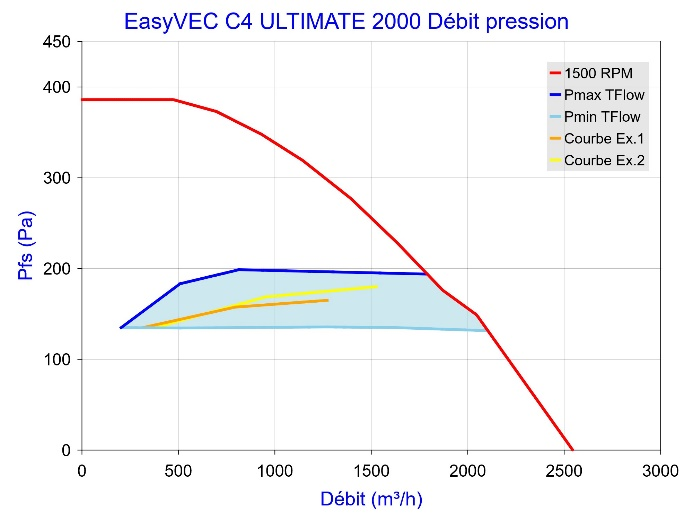 EasyVEC C4 ULTIMATE 2000 Débit pression
450
400
300
200
100
0
Pfs (Pa)
1500 RPM
Pmax TFlow
Pmin TFlow
Courbe Ex.1
Courbe Ex.2
0 500 1000 1500 2000 2500 3000
Débit (m³/h)